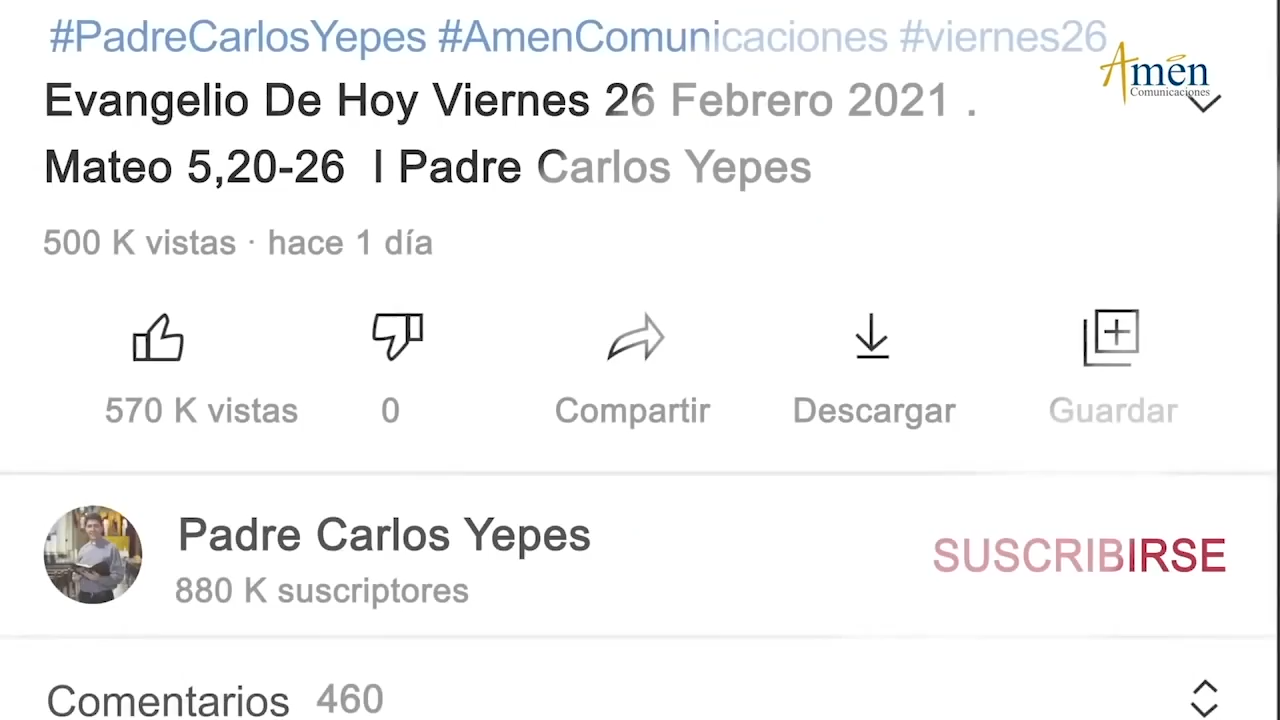 #PadreCarlosYepes #AmenComunicaciones #viernes26
Amén
Comunicaciones
Evangelio De Hoy Viernes 26 Febrero 2021 .
Mateo 5,20-26 l Padre Carlos Yepes
500 K vistas · hace 1 día
570 K vistas 0 Compartir Descargar Guardar
Padre Carlos Yepes
880 K suscriptores
SUSCRIBIRSE
Comentarios 460